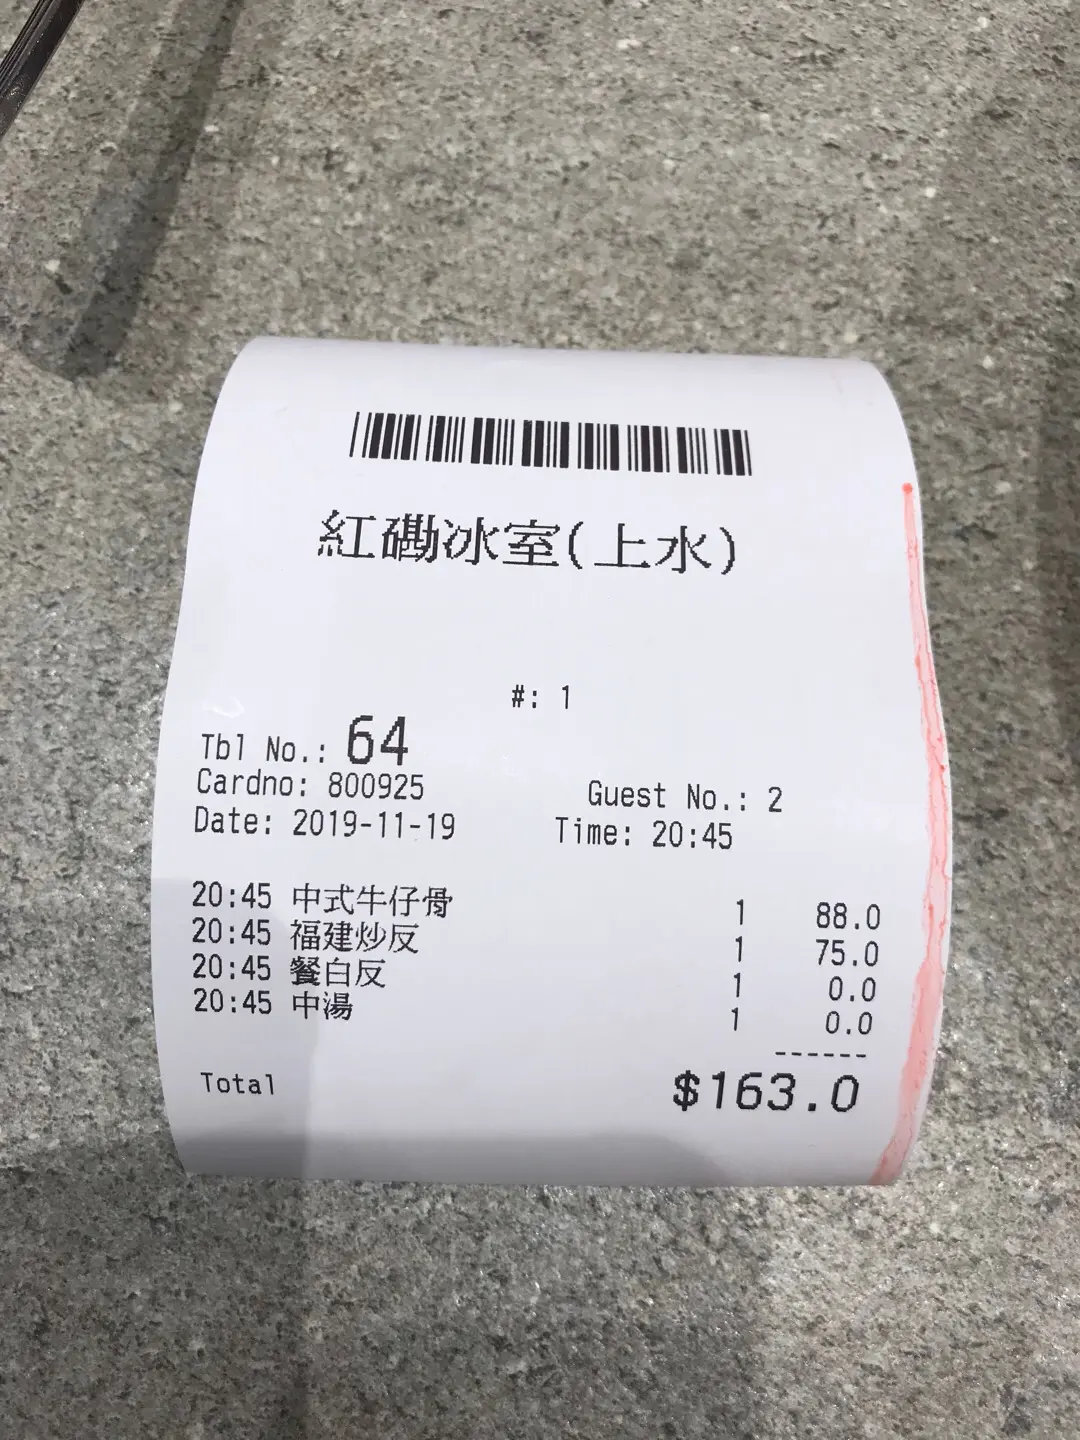 紅磡冰室(上水)
#: 1
Tbl No.: 64
Cardno: 800925 Guest No.: 2
Date: 2019-11-19 Time: 20:45
20:45 中式牛仔骨 1 88.0
20:45 福建炒反 1 75.0
20:45 餐白反 1 0.0
20:45 中湯 1 0.0
------
Total $163.0